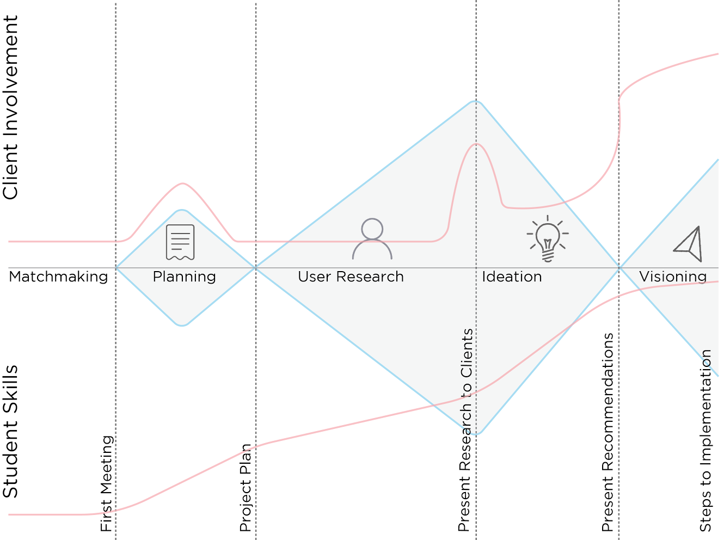 Client Involvement
Matchmaking
Planning
User Research
Ideation
Visioning
Student Skills
First Meeting
Project Plan
Present Research to Clients
Present Recommendations
Steps to Implementation